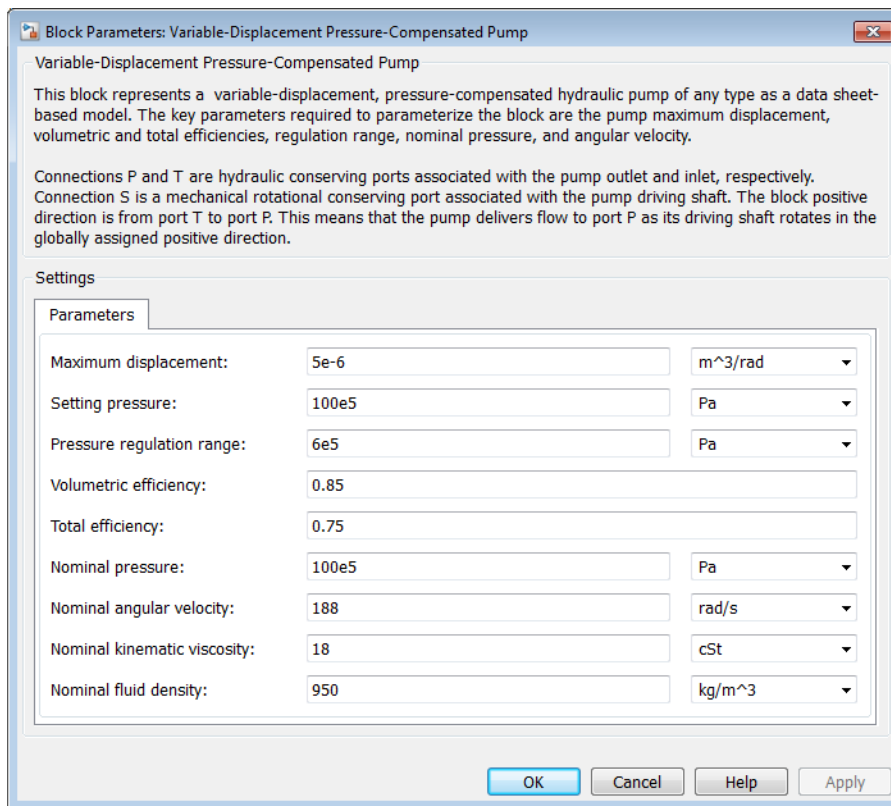 Block Parameters: Variable-Displacement Pressure-Compensated Pump
Variable-Displacement Pressure-Compensated Pump
This block represents a  variable-displacement, pressure-compensated hydraulic pump of any type as a data sheet-
based model. The key parameters required to parameterize the block are the pump maximum displacement,
volumetric and total efficiencies, regulation range, nominal pressure, and angular velocity.
Connections P and T are hydraulic conserving ports associated with the pump outlet and inlet, respectively.
Connection S is a mechanical rotational conserving port associated with the pump driving shaft. The block positive
direction is from port T to port P. This means that the pump delivers flow to port P as its driving shaft rotates in the
globally assigned positive direction.
Settings
Parameters
Maximum displacement: 5e-6 m^3/rad
Setting pressure: 100e5 Pa
Pressure regulation range: 6e5 Pa
Volumetric efficiency: 0.85
Total efficiency: 0.75
Nominal pressure: 100e5 Pa
Nominal angular velocity: 188 rad/s
Nominal kinematic viscosity: 18 cSt
Nominal fluid density: 950 kg/m^3
OK Cancel Help Apply